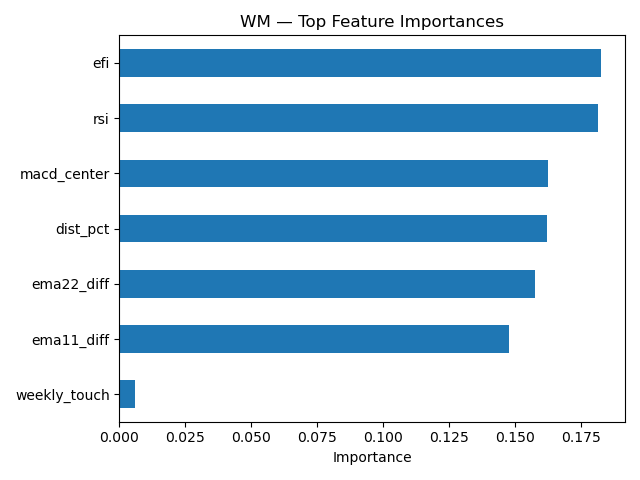 WM — Top Feature Importances
efi
rsi
macd_center
dist_pct
ema22_diff
ema11_diff
weekly_touch
0.000 0.025 0.050 0.075 0.100 0.125 0.150 0.175
Importance